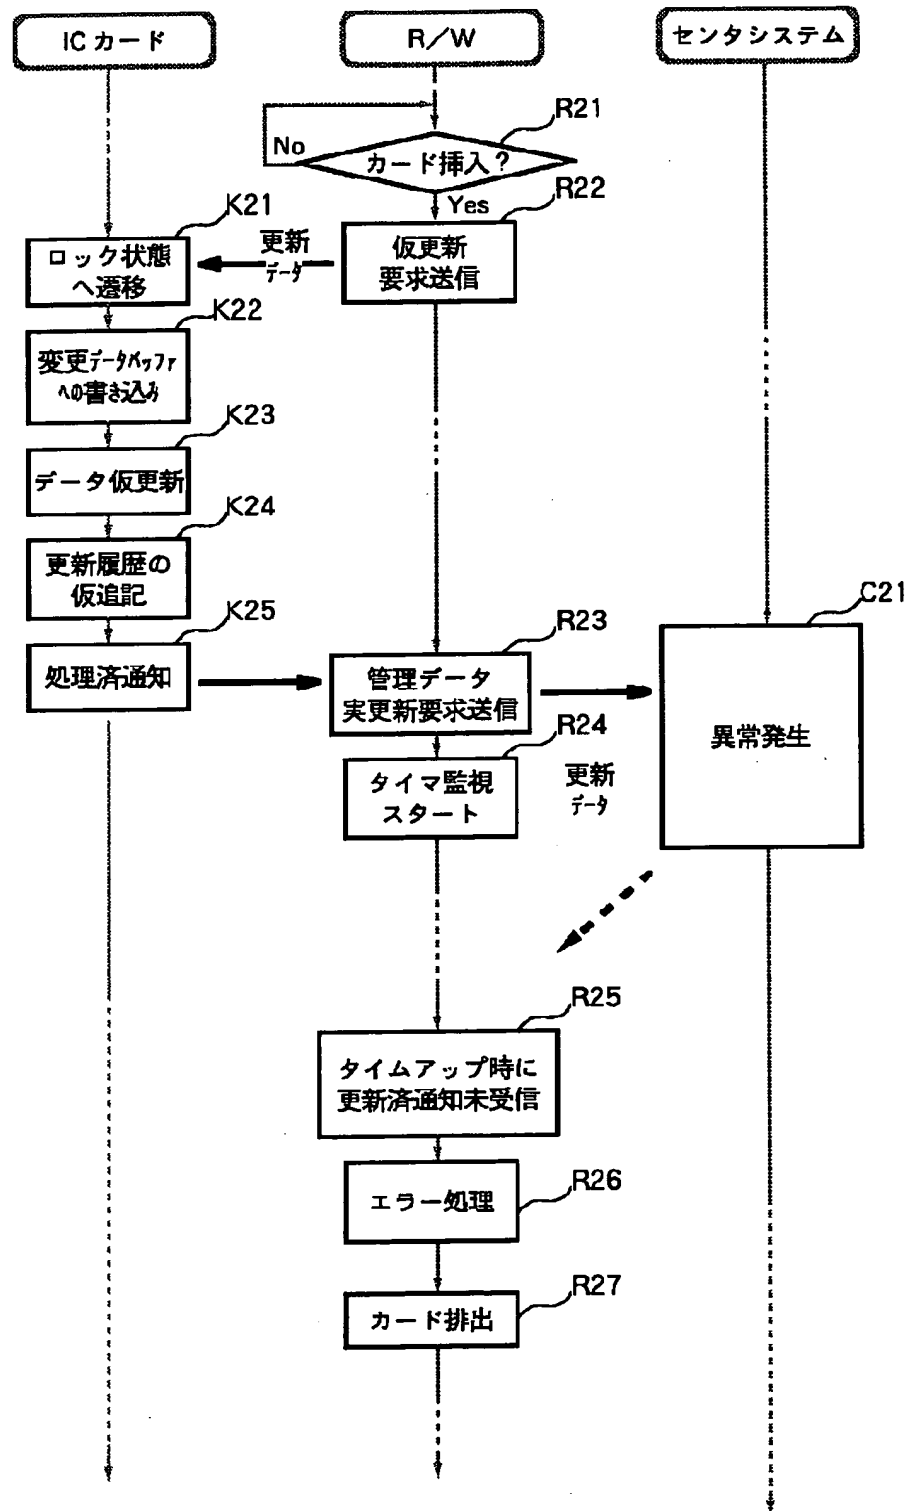 ICカード
R/W
センタシステム
R21
No
カード挿入?
Yes
R22
K21
更新
データ
仮更新
要求送信
ロック状態
へ遷移
K22
変更データバッファ
への書き込み
K23
データ仮更新
K24
更新履歴の
仮追記
K25
処理済通知
R23
管理データ
実更新要求送信
C21
異常発生
R24
更新
データ
タイマ監視
スタート
R25
タイムアップ時に
更新済通知未受信
R26
エラー処理
R27
カード排出